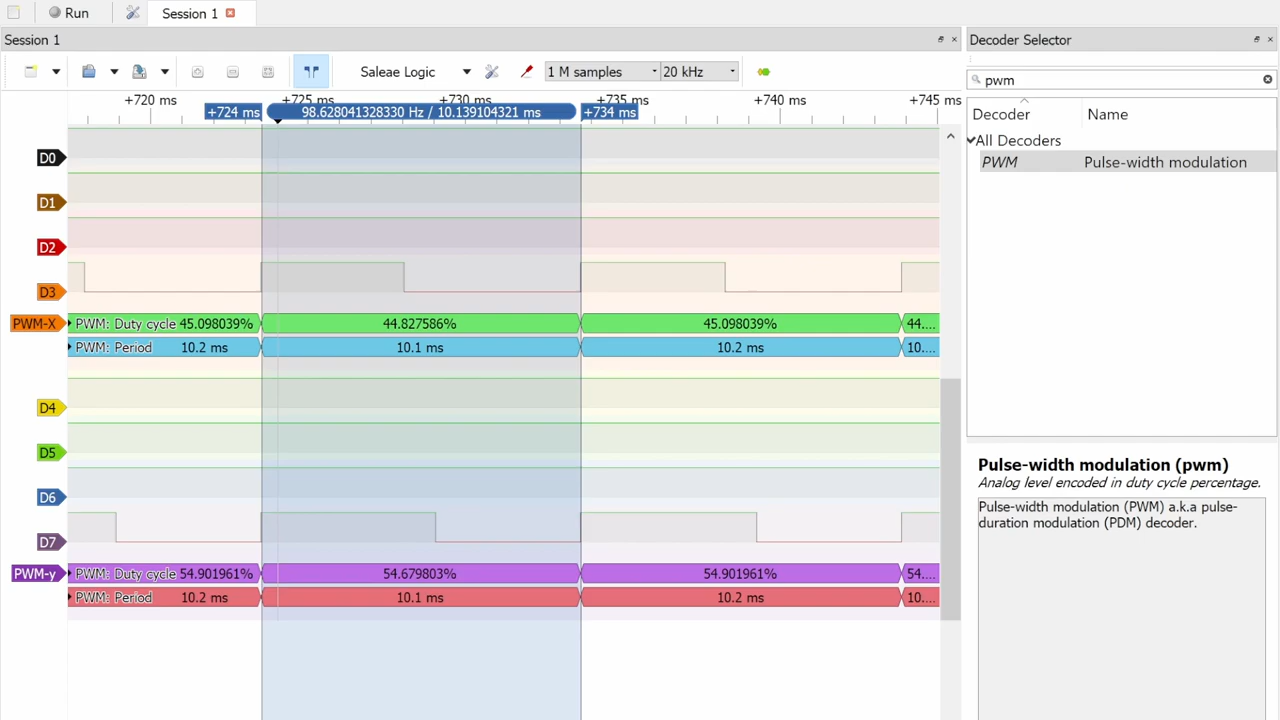 Run
Session 1
Session 1
Decoder Selector
Saleae Logic
1 M samples
20 kHz
pwm
+720 ms
+725 ms
+730 ms
+735 ms
+740 ms
+745 ms
+724 ms
98.628041328330 Hz / 10.139104321 ms
+734 ms
Decoder
Name
All Decoders
PWM
Pulse-width modulation
D0
D1
D2
D3
PWM-X
PWM: Duty cycle
45.098039%
44.827586%
45.098039%
44....
PWM: Period
10.2 ms
10.1 ms
10.2 ms
10....
D4
D5
D6
D7
PWM-y
PWM: Duty cycle
54.901961%
54.679803%
54.901961%
54....
PWM: Period
10.2 ms
10.1 ms
10.2 ms
10....
Pulse-width modulation (pwm)
Analog level encoded in duty cycle percentage.
Pulse-width modulation (PWM) a.k.a pulse-
duration modulation (PDM) decoder.